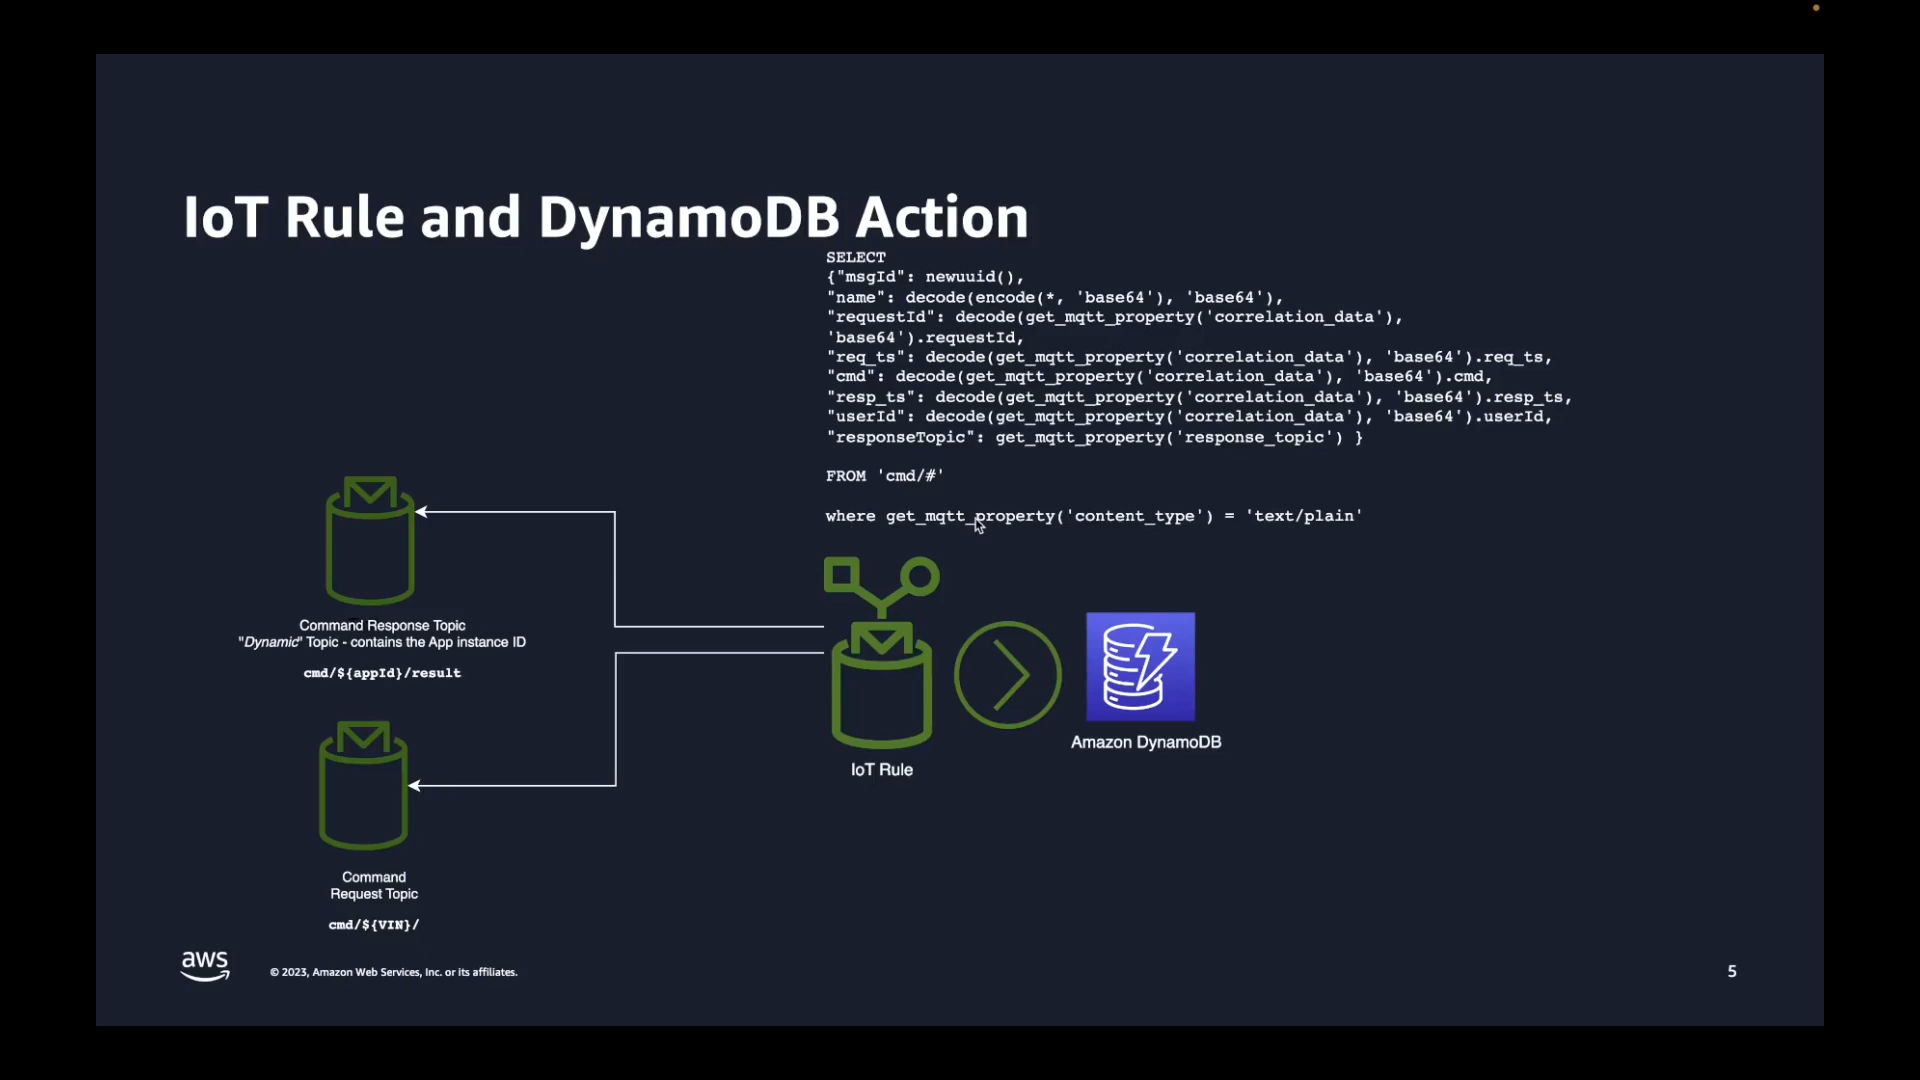 IoT Rule and DynamoDB Action
SELECT
{"msgId": newuuid(),
"name": decode(encode(*, 'base64'), 'base64'),
"requestId": decode(get_mqtt_property('correlation_data'),
'base64').requestId,
"req_ts": decode(get_mqtt_property('correlation_data'), 'base64').req_ts,
"cmd": decode(get_mqtt_property('correlation_data'), 'base64').cmd,
"resp_ts": decode(get_mqtt_property('correlation_data'), 'base64').resp_ts,
"userId": decode(get_mqtt_property('correlation_data'), 'base64').userId,
"responseTopic": get_mqtt_property('response_topic') }
FROM 'cmd/#'
where get_mqtt_property('content_type') = 'text/plain'
Command Response Topic
"Dynamic" Topic - contains the App instance ID
cmd/${appId}/result
Command
Request Topic
cmd/${VIN}/
IoT Rule
Amazon DynamoDB
aws
© 2023, Amazon Web Services, Inc. or its affiliates.
5